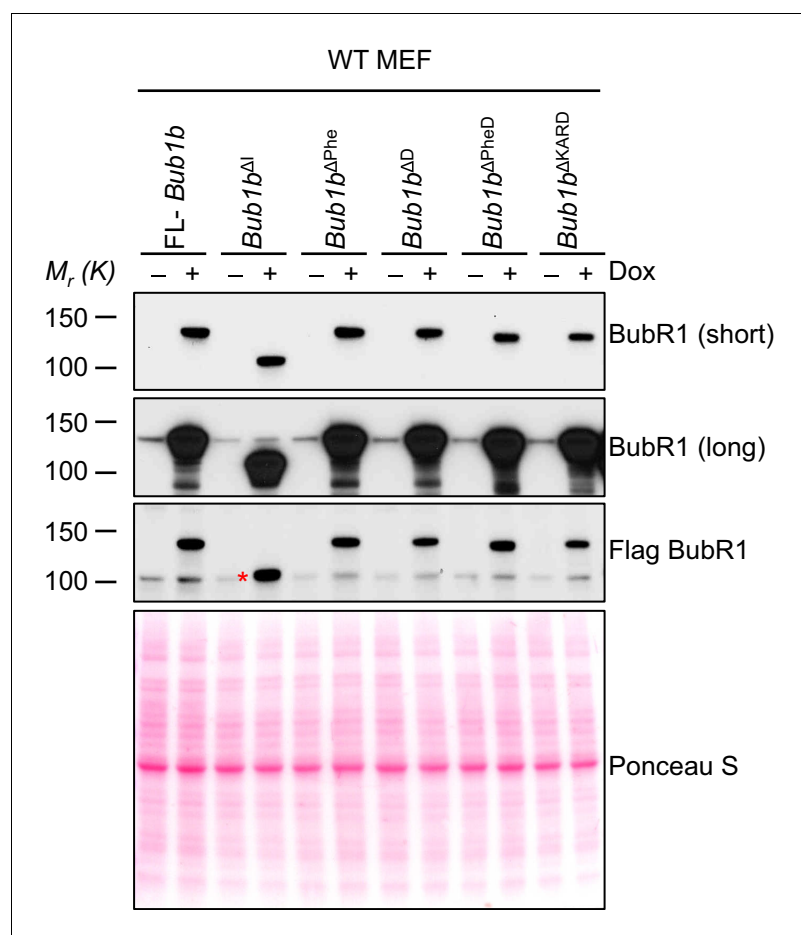 WT MEF
FL- Bub1b
Bub1b^ΔI
Bub1b^ΔPhe
Bub1b^ΔD
Bub1b^ΔPheD
Bub1b^ΔKARD
Mr (K) – + – + – + – + – + – + Dox
150
100
BubR1 (short)
150
100
BubR1 (long)
150
100
*
Flag BubR1
Ponceau S